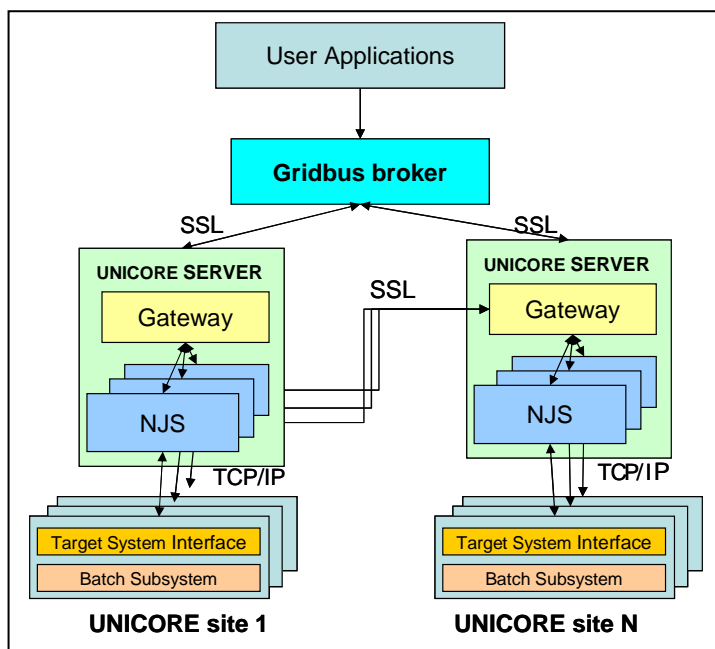 User Applications
Gridbus broker
SSL
SSL
UNICORE SERVER
UNICORE SERVER
SSL
Gateway
Gateway
NJS
NJS
TCP/IP
TCP/IP
Target System Interface
Target System Interface
Batch Subsystem
Batch Subsystem
UNICORE site 1
UNICORE site N